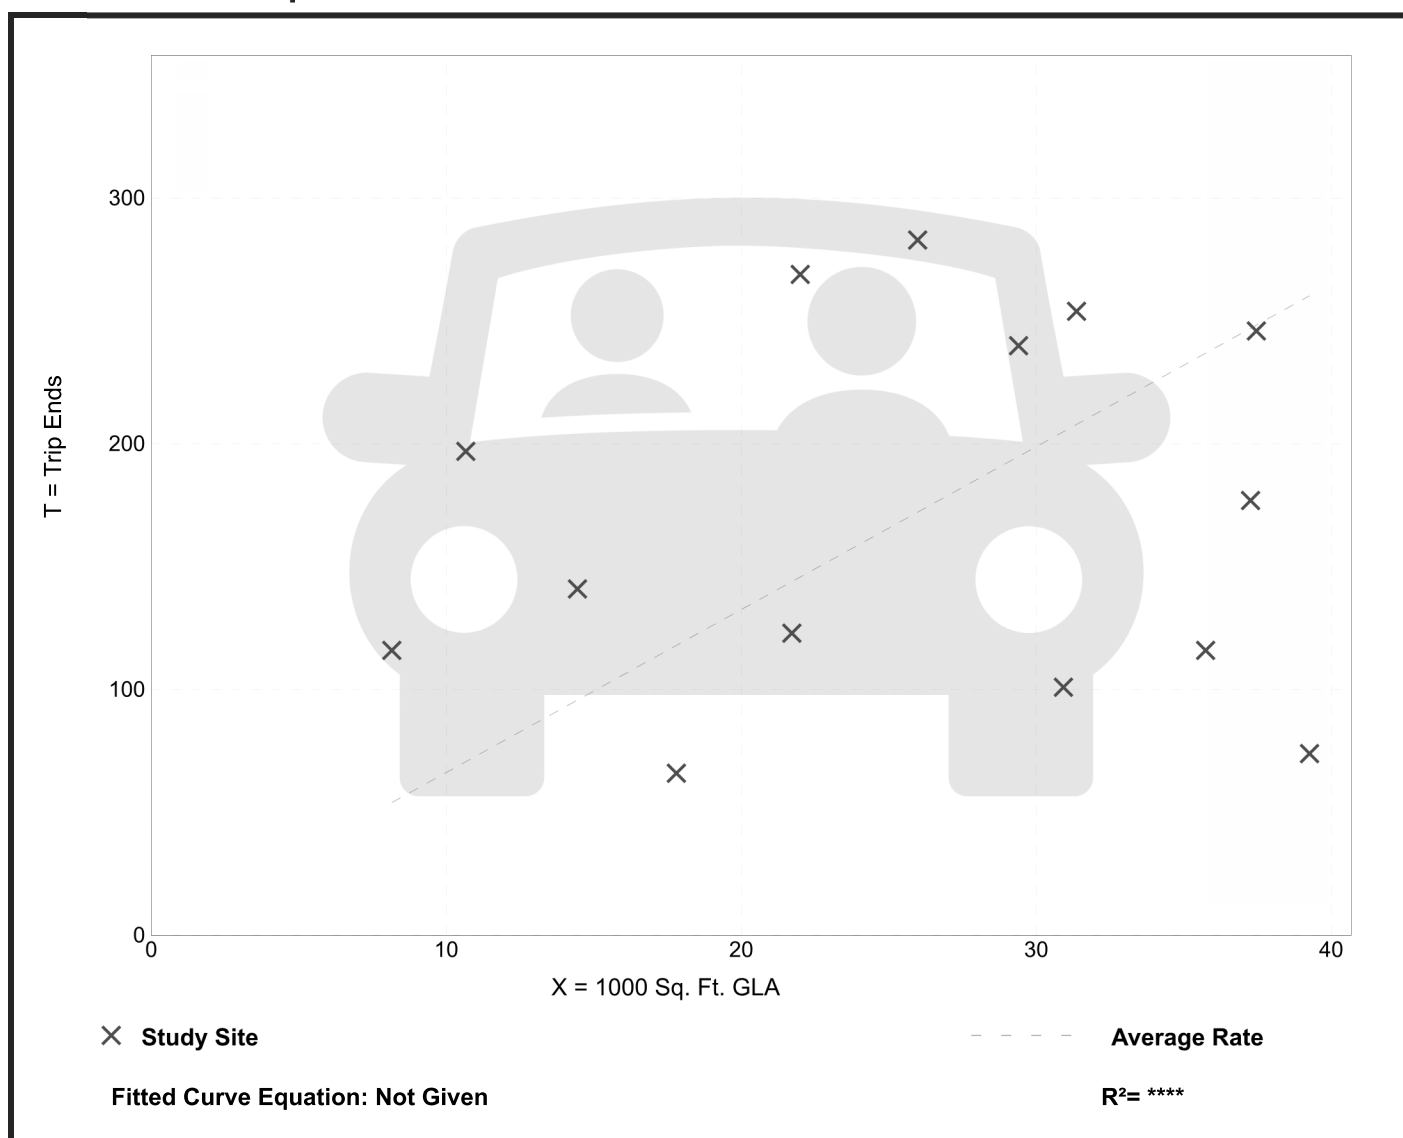 300
200
100
0
0 10 20 30 40
T = Trip Ends
X = 1000 Sq. Ft. GLA
Study Site
Average Rate
Fitted Curve Equation: Not Given
R²= ****